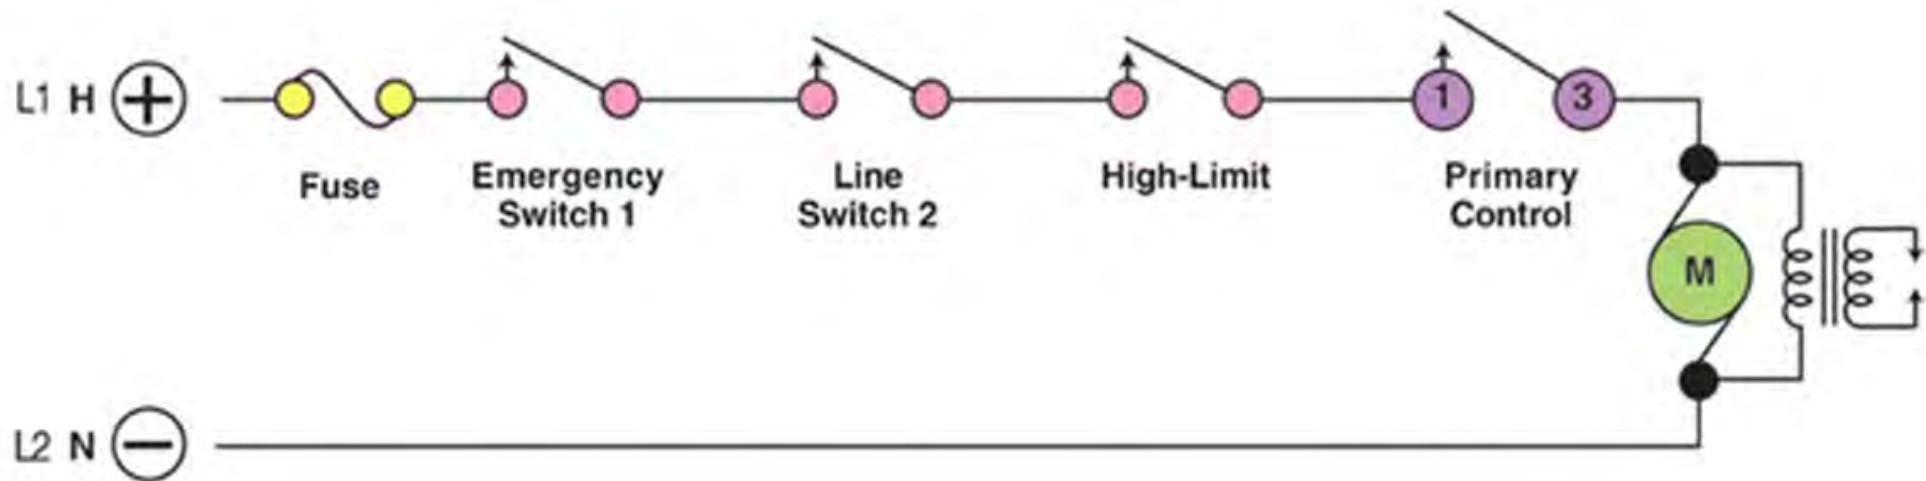 L1 H +
1
3
Fuse
Emergency
Switch 1
Line
Switch 2
High-Limit
Primary
Control
M
L2 N −